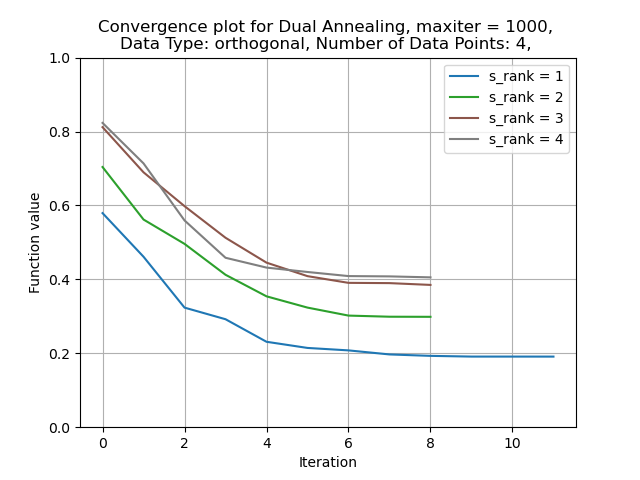 Convergence plot for Dual Annealing, maxiter = 1000,
Data Type: orthogonal, Number of Data Points: 4,
1.0
0.8
0.6
0.4
0.2
0.0
Function value
s_rank = 1
s_rank = 2
s_rank = 3
s_rank = 4
0 2 4 6 8 10
Iteration